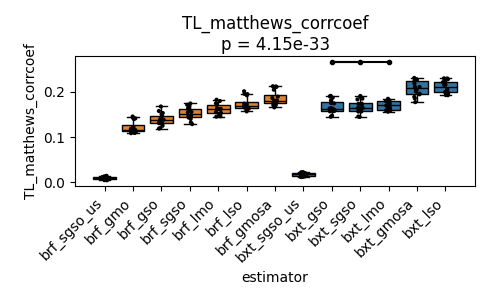 TL_matthews_corrcoef
p = 4.15e-33
TL_matthews_corrcoef
0.2
0.1
0.0
brf_sgso_us
brf_gmo
brf_gso
brf_sgso
brf_lmo
brf_lso
brf_gmosa
bxt_sgso_us
bxt_gso
bxt_sgso
bxt_lmo
bxt_gmosa
bxt_lso
estimator